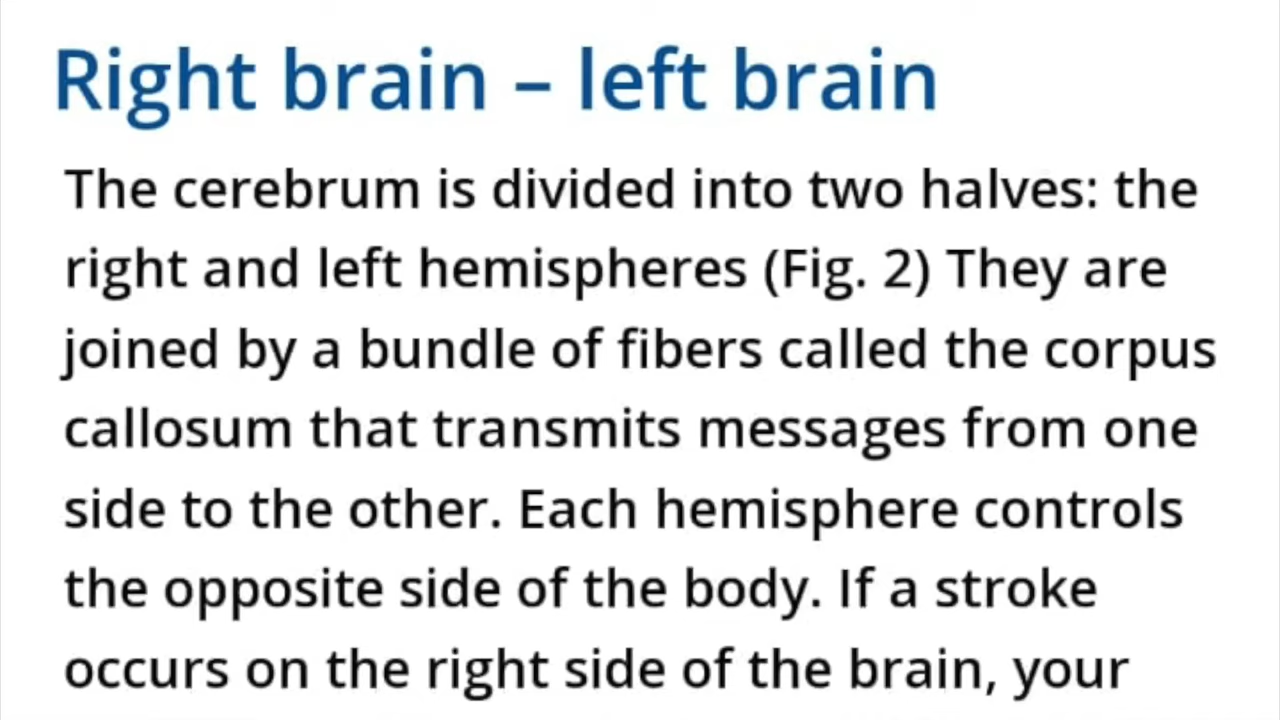 Right brain – left brain
The cerebrum is divided into two halves: the
right and left hemispheres (Fig. 2) They are
joined by a bundle of fibers called the corpus
callosum that transmits messages from one
side to the other. Each hemisphere controls
the opposite side of the body. If a stroke
occurs on the right side of the brain, your